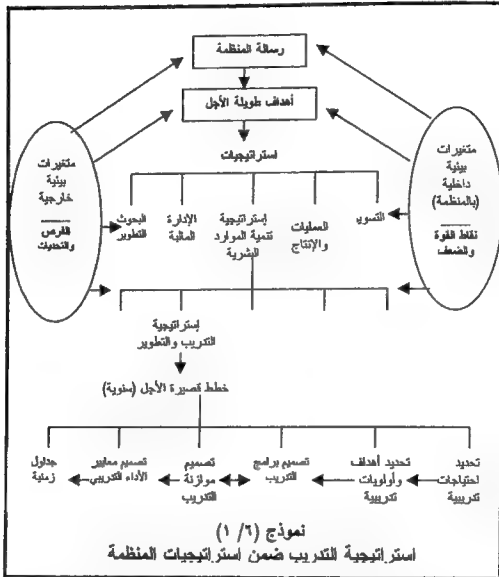 رسالة المنظمة
أهداف طويلة الأجل
استراتيجيات
متغيرات
بيئية
داخلية
(بالمنظمة)
نقاط القوة
والضعف
متغيرات
بيئية
خارجية
الفرص
والتحديات
التسويق
العمليات
والإنتاج
إستراتيجية
تنمية الموارد
البشرية
الإدارة
المالية
البحوث
التطوير
إستراتيجية
التدريب والتطوير
خطط قصيرة الأجل (سنوية)
تحديد
احتياجات
تدريبية
تحديد أهداف
وأولويات
تدريبية
تصميم برامج
التدريب
تصميم
موازنة
التدريب
تصميم معايير
الأداء التدريبي
جداول
زمنية
نموذج (٦/ ١)
استراتيجية التدريب ضمن استراتيجيات المنظمة